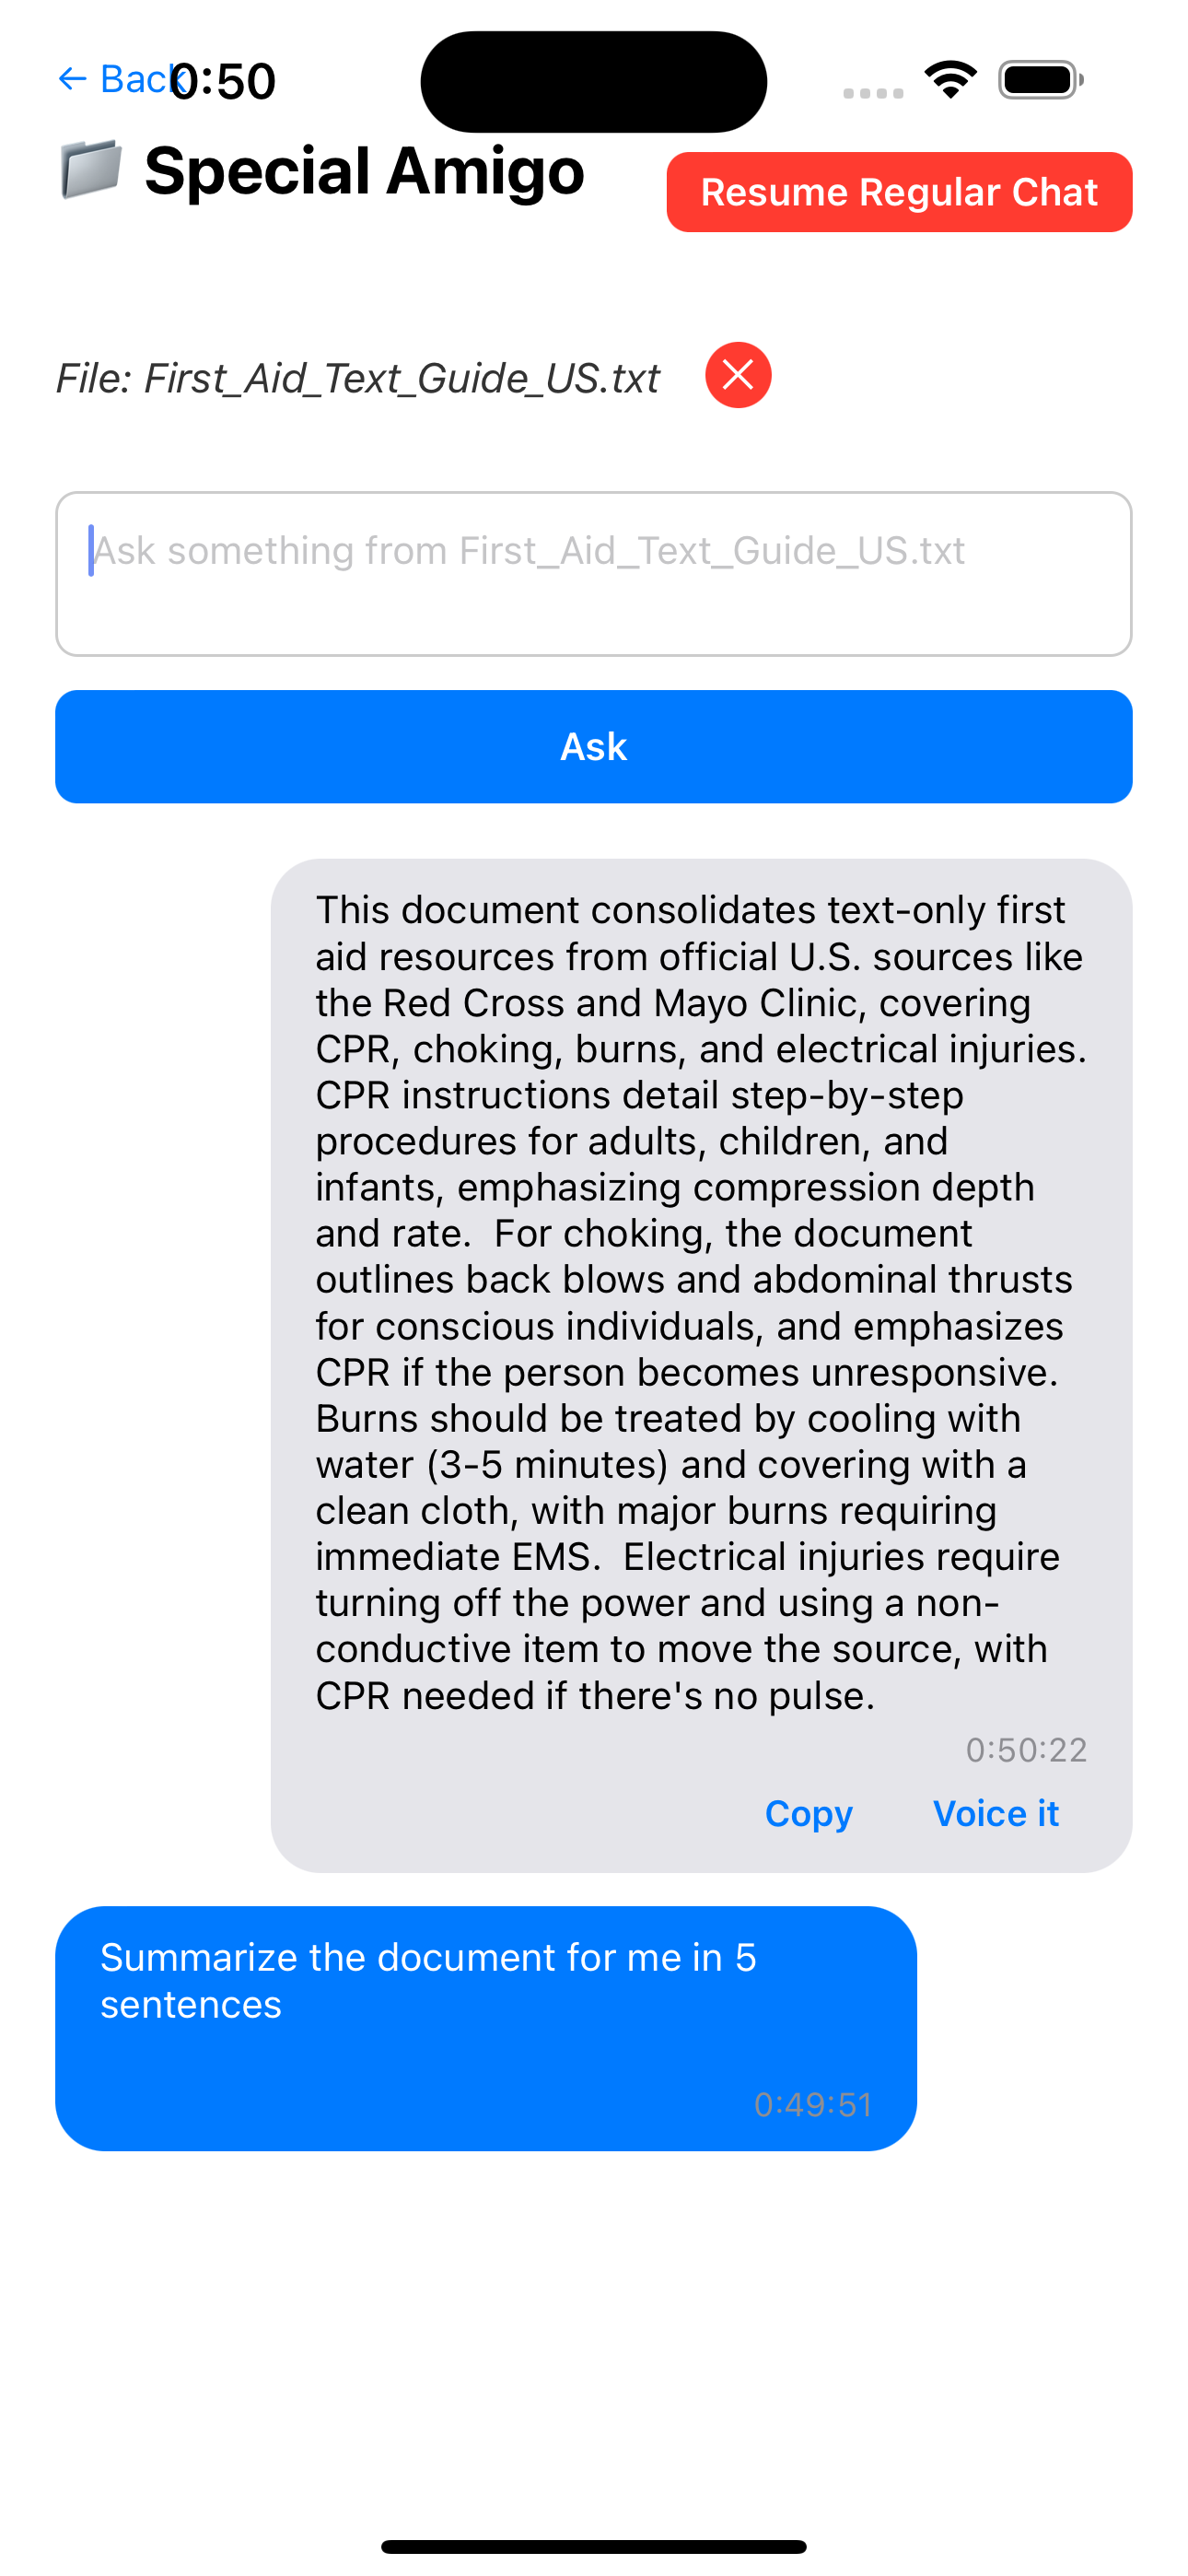 ← Back
0:50
Special Amigo
Resume Regular Chat
File: First_Aid_Text_Guide_US.txt
Ask something from First_Aid_Text_Guide_US.txt
Ask
This document consolidates text-only first
aid resources from official U.S. sources like
the Red Cross and Mayo Clinic, covering
CPR, choking, burns, and electrical injuries.
CPR instructions detail step-by-step
procedures for adults, children, and
infants, emphasizing compression depth
and rate.  For choking, the document
outlines back blows and abdominal thrusts
for conscious individuals, and emphasizes
CPR if the person becomes unresponsive.
Burns should be treated by cooling with
water (3-5 minutes) and covering with a
clean cloth, with major burns requiring
immediate EMS.  Electrical injuries require
turning off the power and using a non-
conductive item to move the source, with
CPR needed if there's no pulse.
0:50:22
Copy Voice it
Summarize the document for me in 5
sentences
0:49:51